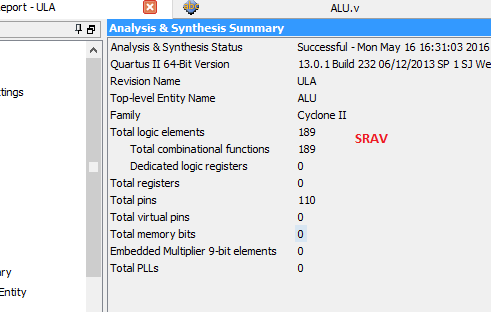 eport - ULA
ALU.v
Analysis & Synthesis Summary
Analysis & Synthesis Status Successful - Mon May 16 16:31:03 2016
Quartus II 64-Bit Version 13.0.1 Build 232 06/12/2013 SP 1 SJ We
Revision Name ULA
Top-level Entity Name ALU
Family Cyclone II
Total logic elements 189
SRAV
Total combinational functions 189
Dedicated logic registers 0
Total registers 0
Total pins 110
Total virtual pins 0
Total memory bits 0
Embedded Multiplier 9-bit elements 0
Total PLLs 0
ttings
ry
Entity